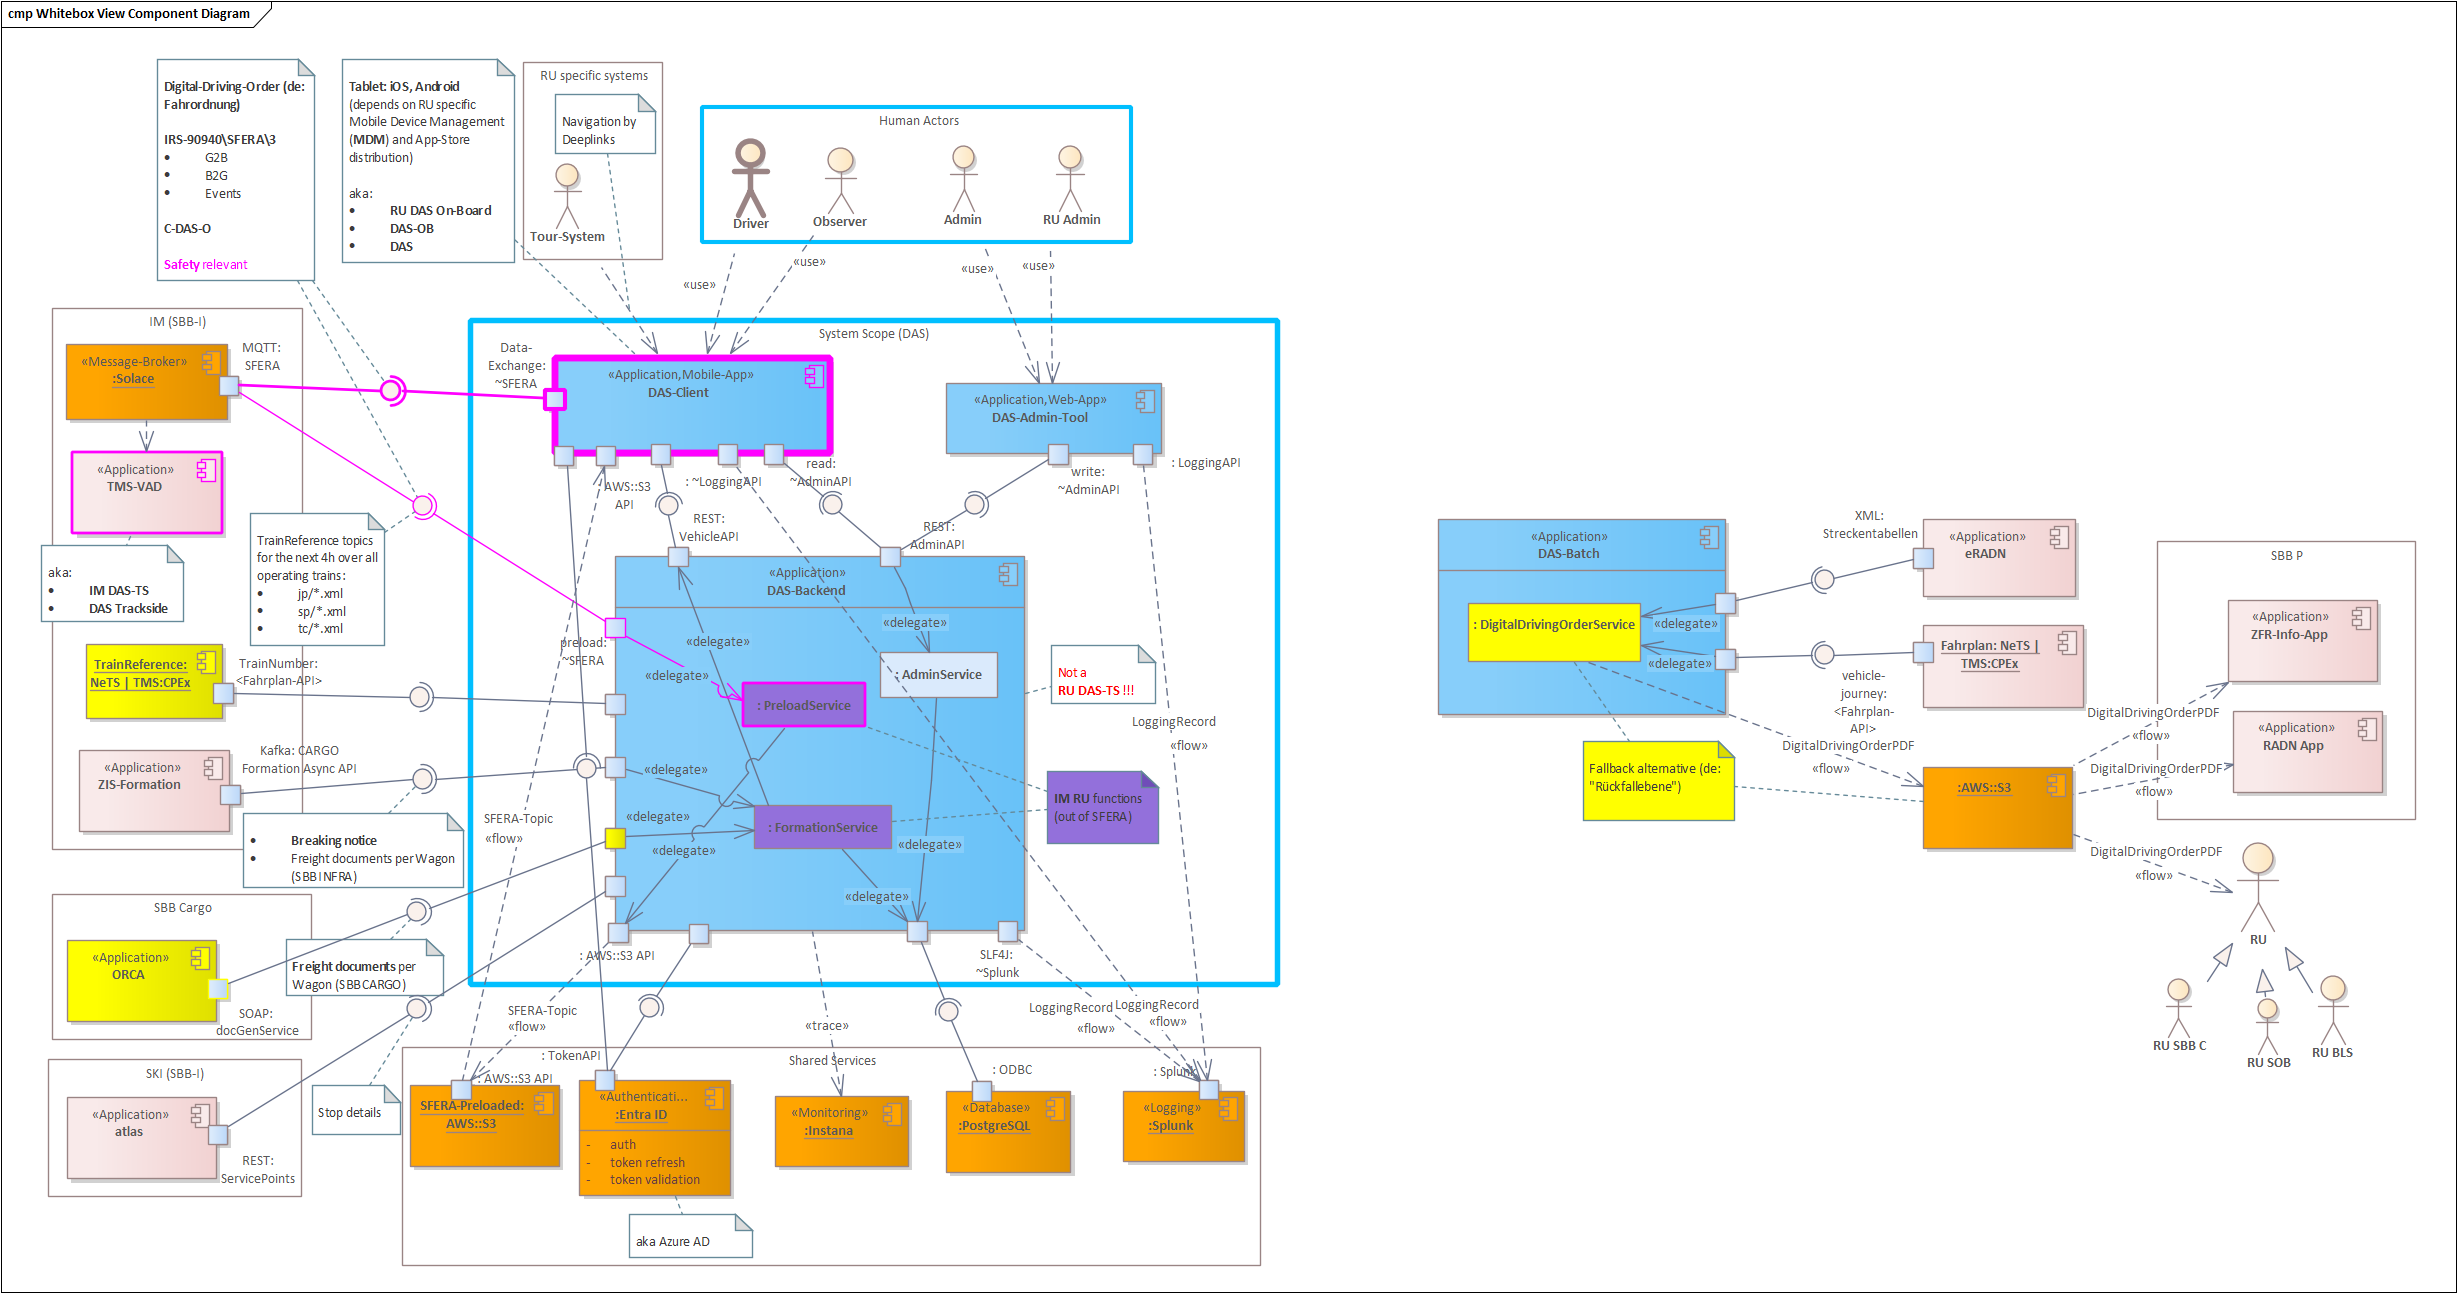 cmp Whitebox View Component Diagram
Digital-Driving-Order (de:
Fahrordnung)
IRS-90940\SFERA\3
• G2B
• B2G
• Events
C-DAS-O
Safety relevant
Tablet: iOS, Android
(depends on RU specific
Mobile Device Management
(MDM) and App-Store
distribution)
aka:
• RU DAS On-Board
• DAS-OB
• DAS
RU specific systems
Navigation by
Deeplinks
Tour-System
Human Actors
Driver
Observer
Admin
RU Admin
«use»
«use»
«use»
«use»
IM (SBB-I)
«Message-Broker»
:Solace
MQTT:
SFERA
«Application»
TMS-VAD
aka:
• IM DAS-TS
• DAS Trackside
TrainReference topics
for the next 4h over all
operating trains:
• jp/*.xml
• sp/*.xml
• tc/*.xml
TrainReference:
NeTS | TMS:CPEx
TrainNumber:
<Fahrplan-API>
«Application»
ZIS-Formation
Kafka: CARGO
Formation Async API
• Breaking notice
• Freight documents per Wagon
(SBB INFRA)
SBB Cargo
«Application»
ORCA
SOAP:
docGenService
Freight documents per
Wagon (SBB CARGO)
SKI (SBB-I)
«Application»
atlas
REST:
ServicePoints
Stop details
System Scope (DAS)
Data-
Exchange:
~SFERA
«Application,Mobile-App»
DAS-Client
AWS::S3
API
: ~LoggingAPI
read:
~AdminAPI
«Application,Web-App»
DAS-Admin-Tool
write:
~AdminAPI
: LoggingAPI
REST:
VehicleAPI
REST:
AdminAPI
«Application»
DAS-Backend
preload:
~SFERA
«delegate»
«delegate»
«delegate»
: AdminService
: PreloadService
«delegate»
«delegate»
«delegate»
: FormationService
«delegate»
«delegate»
Not a
RU DAS-TS !!!
IM RU functions
(out of SFERA)
LoggingRecord
«flow»
SFERA-Topic
«flow»
: AWS::S3 API
SLF4J:
~Splunk
SFERA-Topic
«flow»
«trace»
LoggingRecord
«flow»
LoggingRecord
«flow»
Shared Services
: TokenAPI
: AWS::S3 API
SFERA-Preloaded:
AWS::S3
«Authenticati...
:Entra ID
- auth
- token refresh
- token validation
aka Azure AD
«Monitoring»
:Instana
: ODBC
«Database»
:PostgreSQL
: Splunk
«Logging»
:Splunk
«Application»
DAS-Batch
: DigitalDrivingOrderService
«delegate»
«delegate»
XML:
Streckentabellen
«Application»
eRADN
Fahrplan: NeTS |
TMS:CPEx
vehicle-
journey:
<Fahrplan-
API>
Fallback alternative (de:
"Rückfallebene")
DigitalDrivingOrderPDF
«flow»
:AWS::S3
SBB P
«Application»
ZFR-Info-App
DigitalDrivingOrderPDF
«flow»
«Application»
RADN App
DigitalDrivingOrderPDF
«flow»
DigitalDrivingOrderPDF
«flow»
RU
RU SBB C
RU SOB
RU BLS